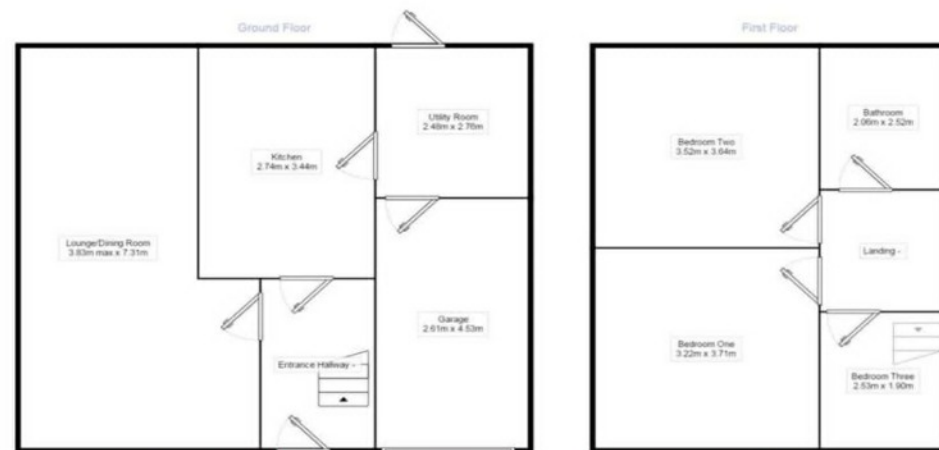 Ground Floor
Utility Room
2.48m x 2.76m
Kitchen
2.74m x 3.44m
Lounge/Dining Room
3.83m max x 7.31m
Garage
2.61m x 4.53m
Entrance Hallway -
First Floor
Bathroom
2.06m x 2.52m
Bedroom Two
3.52m x 3.64m
Landing -
Bedroom One
3.22m x 3.71m
Bedroom Three
2.53m x 1.90m